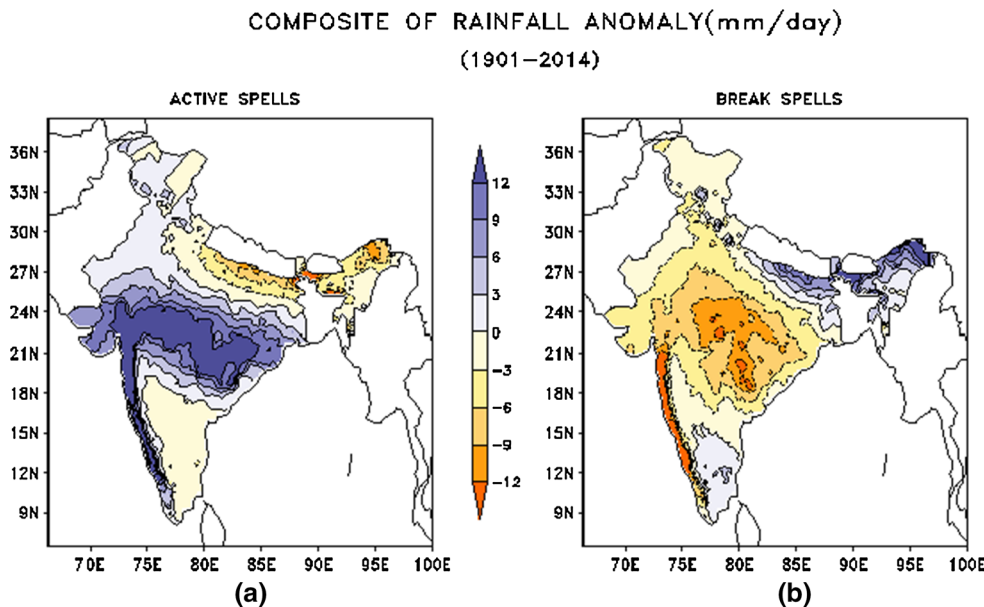 COMPOSITE OF RAINFALL ANOMALY(mm/day)
(1901−2014)
ACTIVE SPELLS
BREAK SPELLS
36N
33N
30N
27N
24N
21N
18N
15N
12N
9N
70E 75E 80E 85E 90E 95E 100E
(a)
12
9
6
3
0
−3
−6
−9
−12
36N
33N
30N
27N
24N
21N
18N
15N
12N
9N
70E 75E 80E 85E 90E 95E 100E
(b)